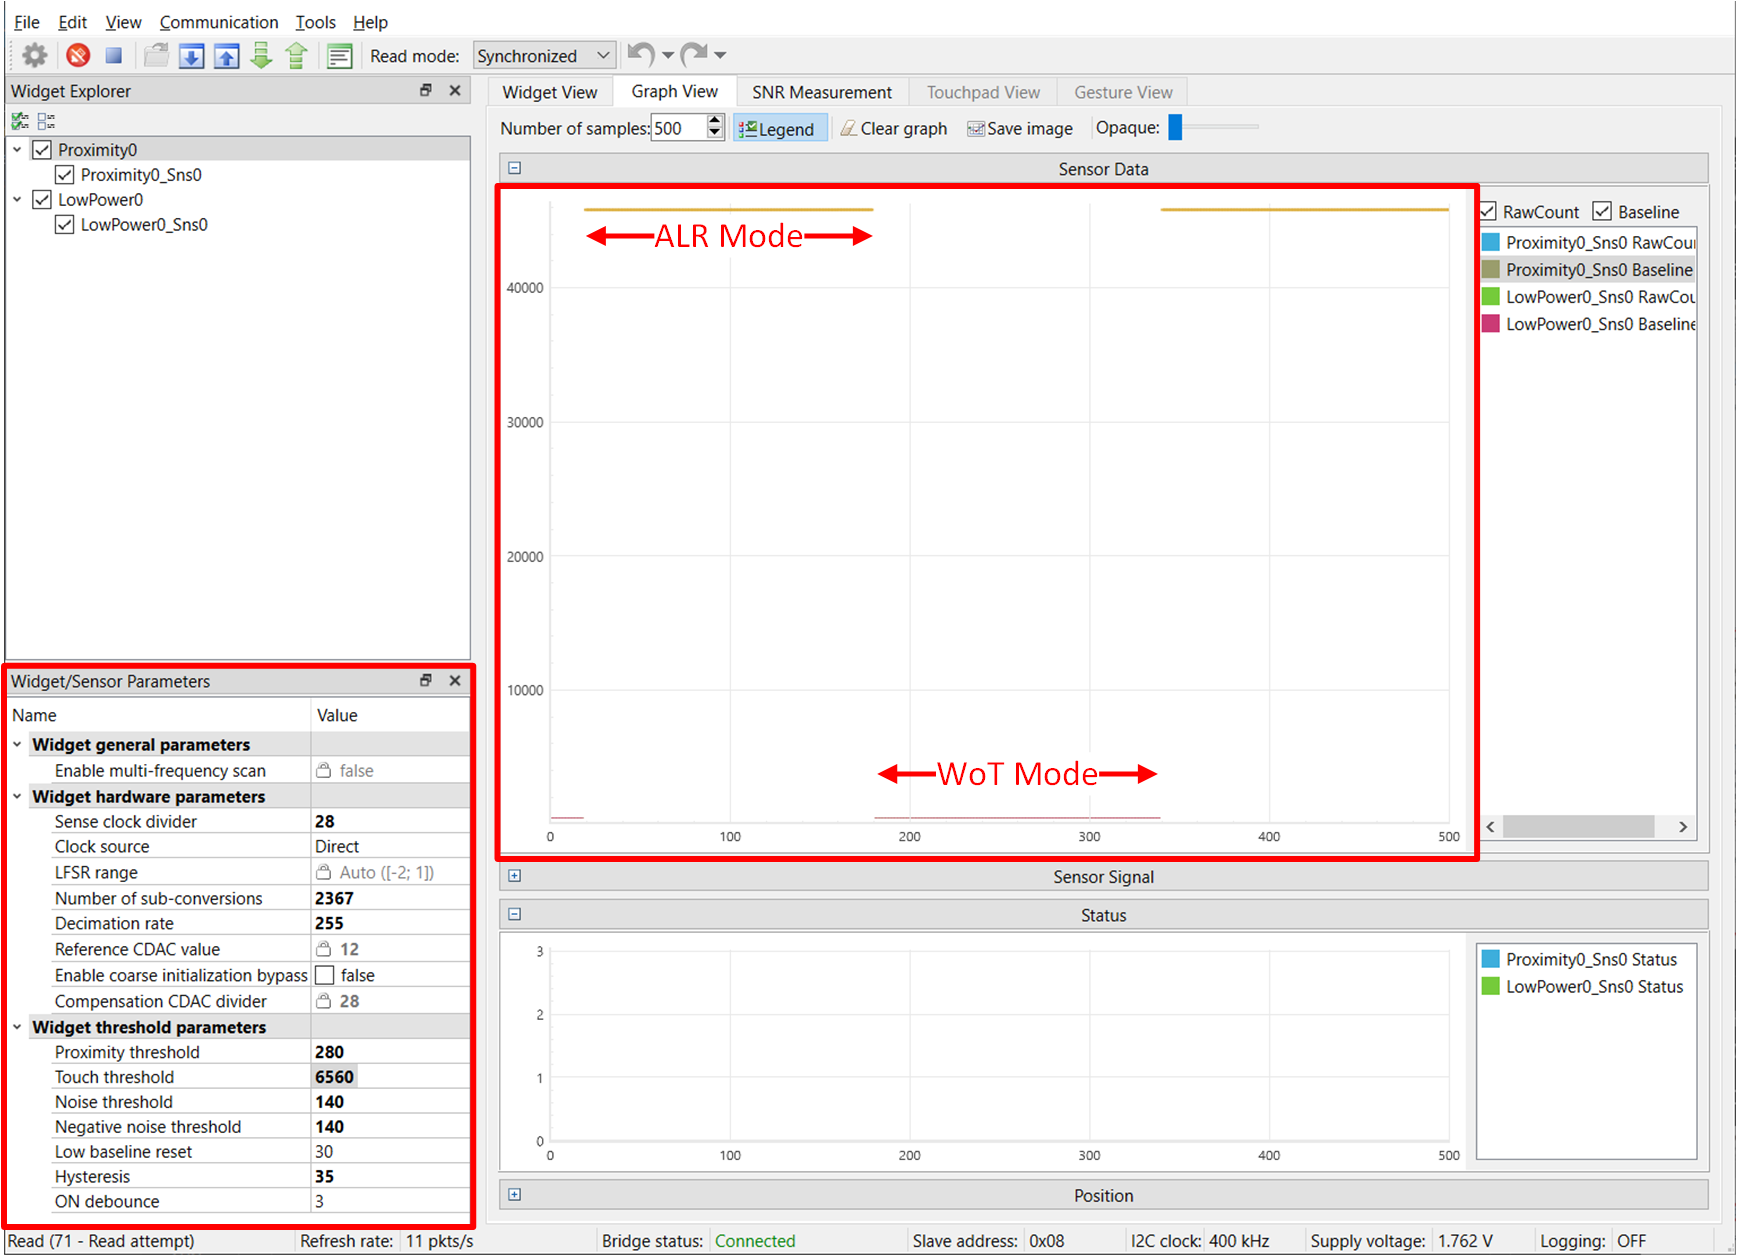 File Edit View Communication Tools Help
Read mode: Synchronized
Widget Explorer
Proximity0
Proximity0_Sns0
LowPower0
LowPower0_Sns0
Widget/Sensor Parameters
Name Value
Widget general parameters
Enable multi-frequency scan false
Widget hardware parameters
Sense clock divider 28
Clock source Direct
LFSR range Auto ([-2; 1])
Number of sub-conversions 2367
Decimation rate 255
Reference CDAC value 12
Enable coarse initialization bypass false
Compensation CDAC divider 28
Widget threshold parameters
Proximity threshold 280
Touch threshold 6560
Noise threshold 140
Negative noise threshold 140
Low baseline reset 30
Hysteresis 35
ON debounce 3
Widget View Graph View SNR Measurement Touchpad View Gesture View
Number of samples: 500 Legend Clear graph Save image Opaque:
Sensor Data
ALR Mode
40000
30000
20000
10000
WoT Mode
0 100 200 300 400 500
RawCount Baseline
Proximity0_Sns0 RawCou
Proximity0_Sns0 Baseline
LowPower0_Sns0 RawCou
LowPower0_Sns0 Baseline
Sensor Signal
Status
3
2
1
0
0 100 200 300 400 500
Proximity0_Sns0 Status
LowPower0_Sns0 Status
Position
Read (71 - Read attempt) Refresh rate: 11 pkts/s Bridge status: Connected Slave address: 0x08 I2C clock: 400 kHz Supply voltage: 1.762 V Logging: OFF